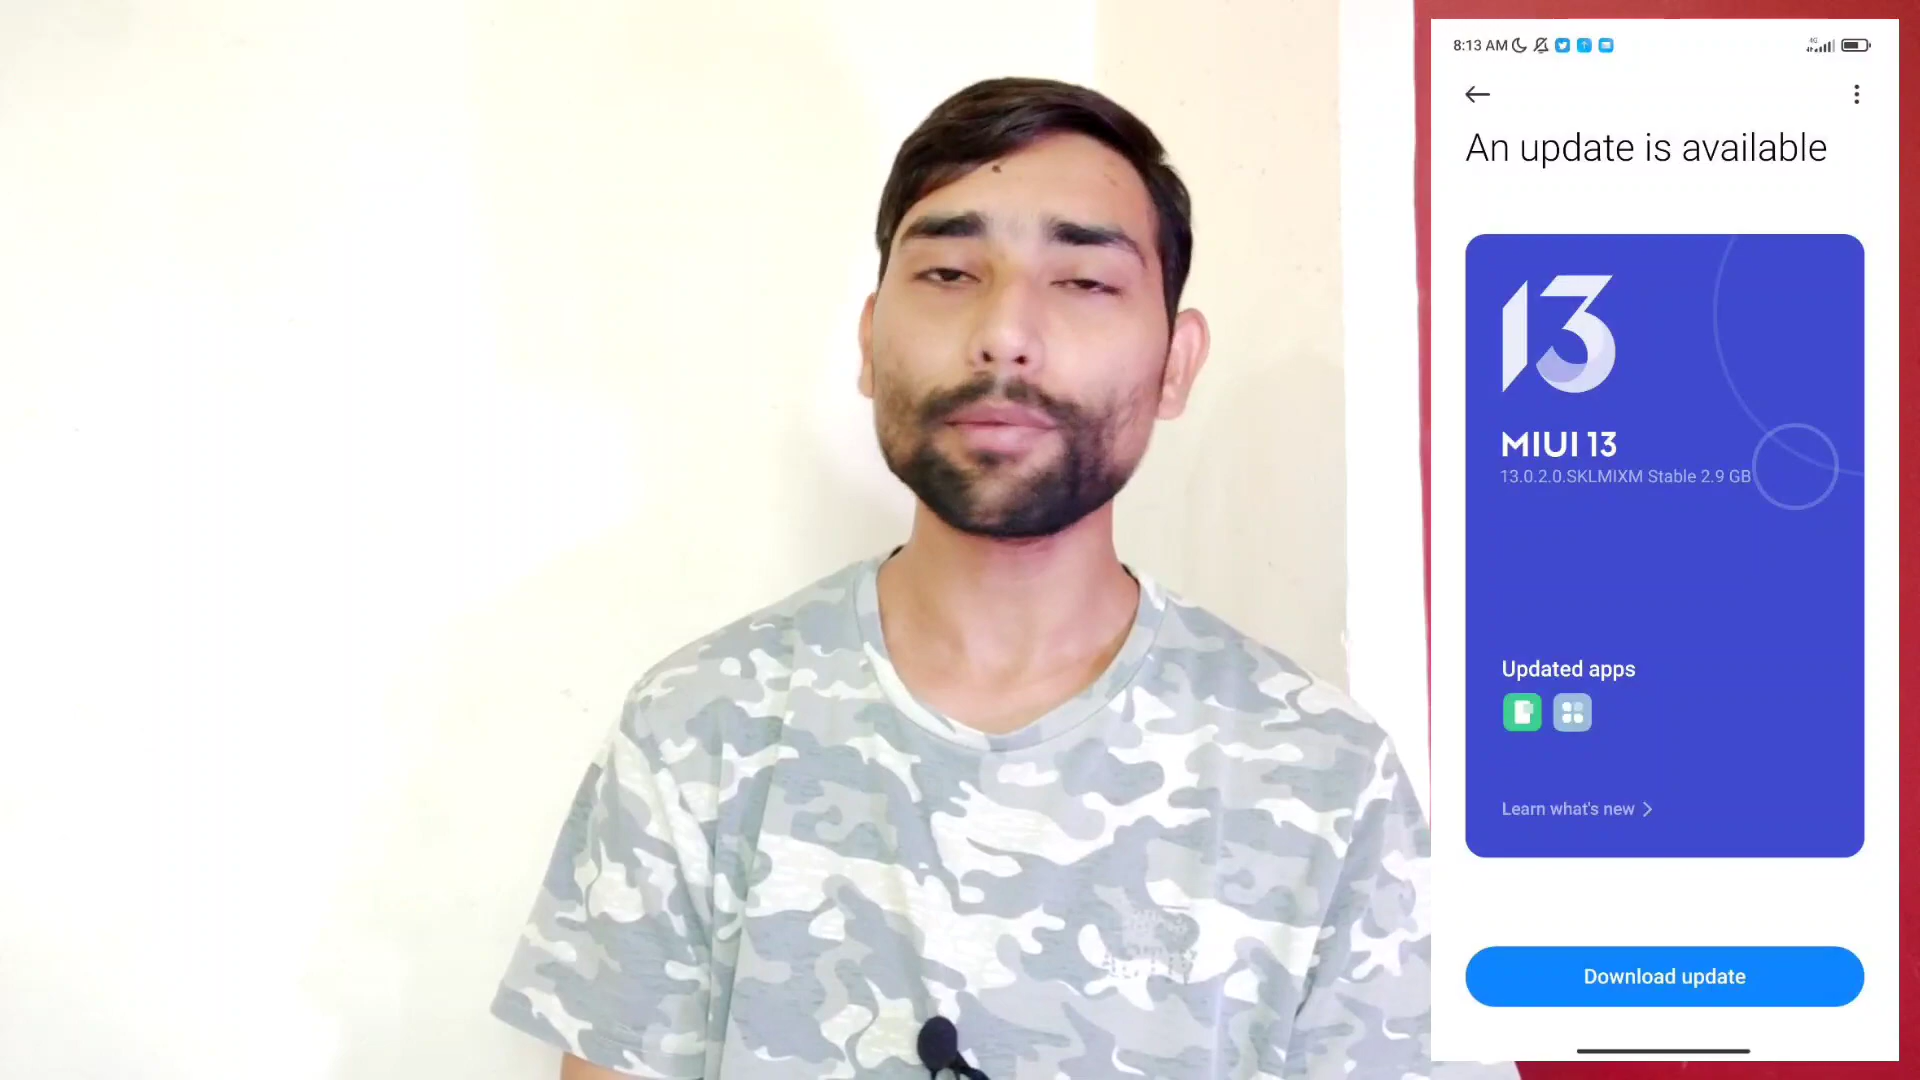 8:13 AM
4G
An update is available
13
MIUI 13
13.0.2.0.SKLMIXM Stable 2.9 GB
Updated apps
Learn what's new
Download update